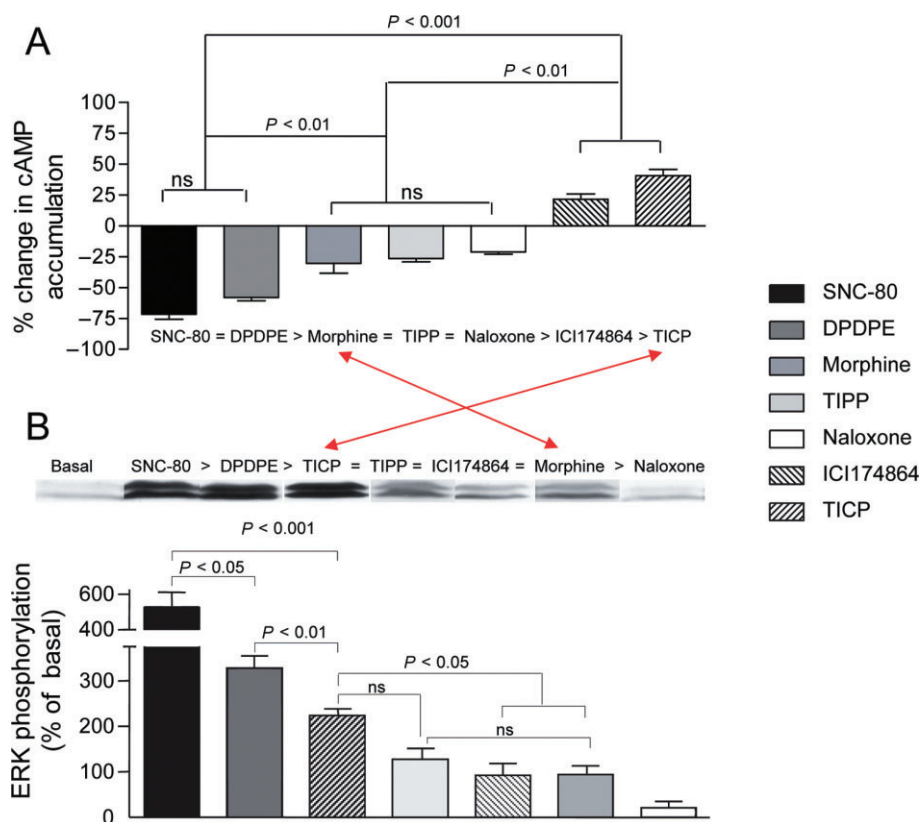 A
P < 0.001
P < 0.01
P < 0.01
ns
ns
% change in cAMP
accumulation
100
75
50
25
0
−25
−50
−75
−100
SNC-80 = DPDPE > Morphine = TIPP = Naloxone > ICI174864 > TICP
SNC-80
DPDPE
Morphine
TIPP
Naloxone
ICI174864
TICP
B
Basal SNC-80 > DPDPE > TICP = TIPP = ICI174864 = Morphine > Naloxone
P < 0.001
P < 0.05
P < 0.01
P < 0.05
ns
ns
ERK phosphorylation
(% of basal)
600
400
300
200
100
0